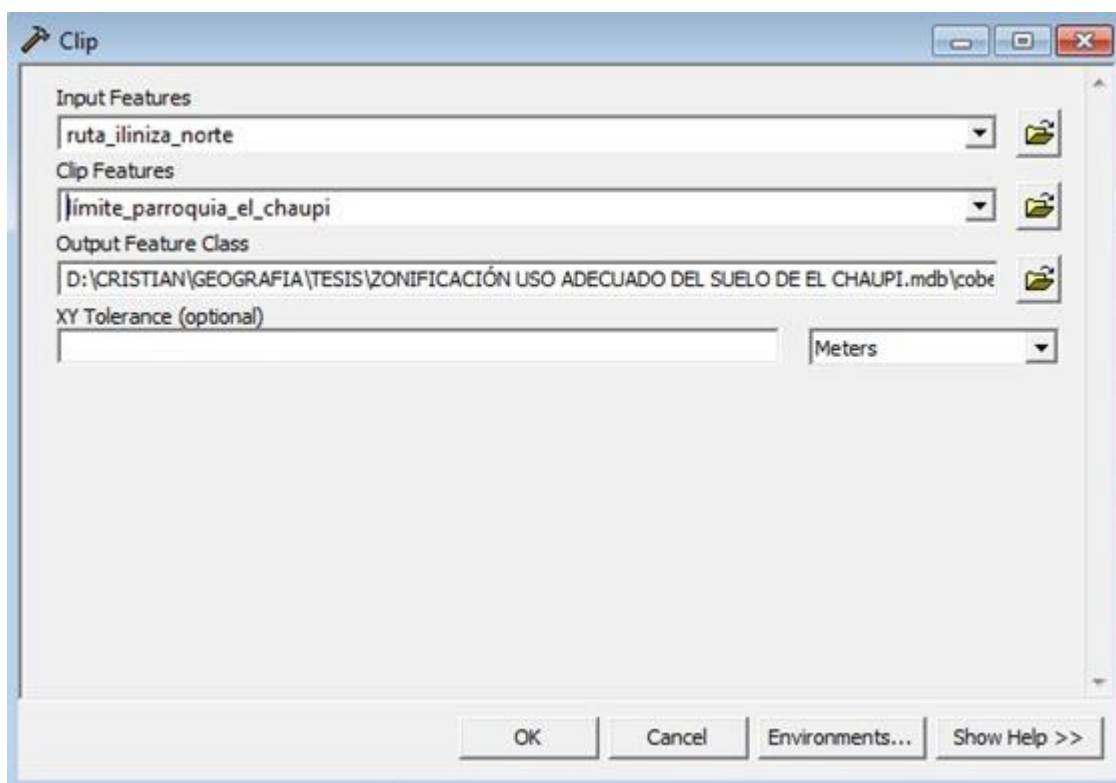 Clip
Input Features
ruta_iliniza_norte
Clip Features
límite_parroquia_el_chaupi
Output Feature Class
D:\CRISTIAN\GEOGRAFIA\TESIS\ZONIFICACIÓN USO ADECUADO DEL SUELO DE EL CHAUPI.mdb\cobe
XY Tolerance (optional)
Meters
OK Cancel Environments... Show Help >>